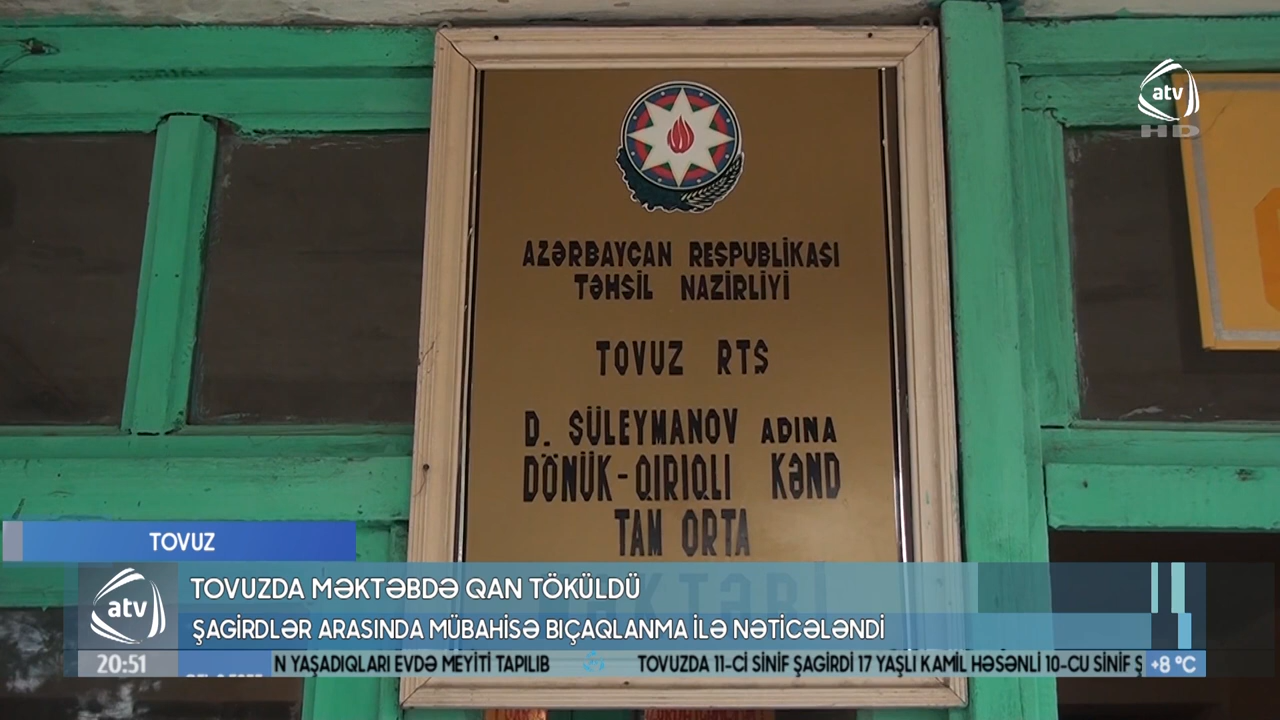 atv
HD
AZƏRBAYCAN RESPUBLİKASI
TƏHSİL NAZİRLİYİ
TOVUZ RTŞ
D. SÜLEYMANOV ADINA
DÖNÜK-QIRIQLI KƏND
TAM ORTA
MƏKTƏBİ
TOVUZ
atv
TOVUZDA MƏKTƏBDƏ QAN TÖKÜLDÜ
ŞAGİRDLƏR ARASINDA MÜBAHİSƏ BIÇAQLANMA İLƏ NƏTİCƏLƏNDİ
20:51
N YAŞADIQLARI EVDƏ MEYİTİ TAPILIB
TOVUZDA 11-Cİ SİNİF ŞAGİRDİ 17 YAŞLI KAMİL HƏSƏNLİ 10-CU SİNİF Ş
+8 °C